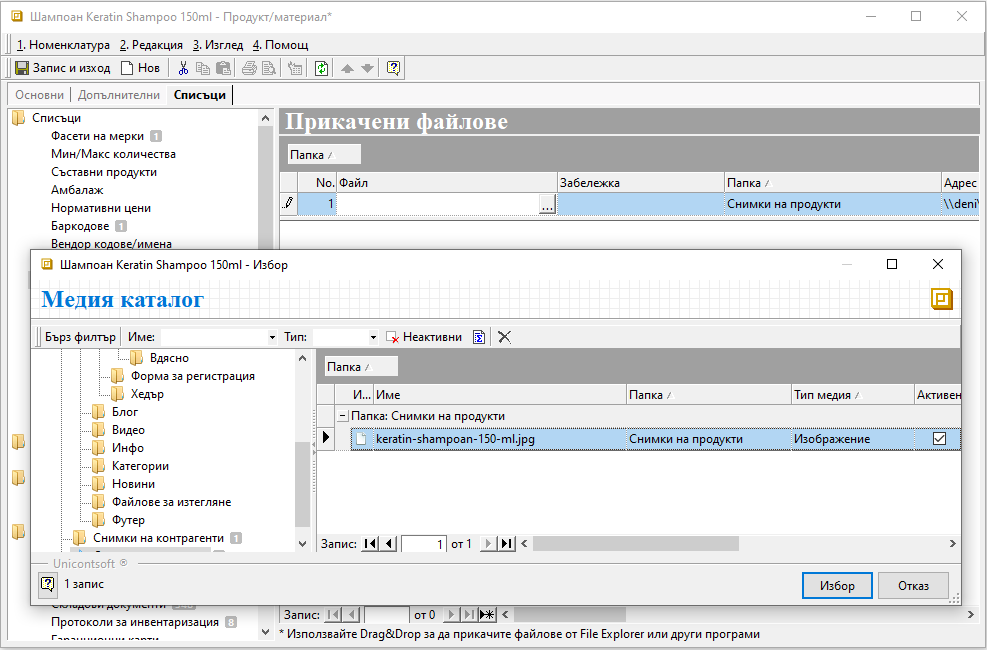 Шампоан Keratin Shampoo 150ml - Продукт/материал*
1. Номенклатура 2. Редакция 3. Изглед 4. Помощ
Запис и изход Нов
Основни Допълнителни Списъци
Списъци
Фасети на мерки 1
Мин/Макс количества
Съставни продукти
Амбалаж
Нормативни цени
Баркодове 1
Вендор кодове/имена
Прикачени файлове
Папка
No. Файл Забележка Папка Адрес
1 ... Снимки на продукти \\deni\
Шампоан Keratin Shampoo 150ml - Избор
Медия каталог
Бърз филтър Име: Тип: Неактивни
Вдясно
Форма за регистрация
Хедър
Блог
Видео
Инфо
Категории
Новини
Файлове за изтегляне
Футер
Снимки на контрагенти 1
Папка
И... Име Папка Тип медия Активен
Папка: Снимки на продукти
keratin-shampoan-150-ml.jpg Снимки на продукти Изображение
Запис: 1 от 1
Unicontsoft ®
1 запис
Избор Отказ
Складови документи
Протоколи за инвентаризация 8
Гаранционни карти
Запис: от 0
* Използвайте Drag&Drop за да прикачите файлове от File Explorer или други програми